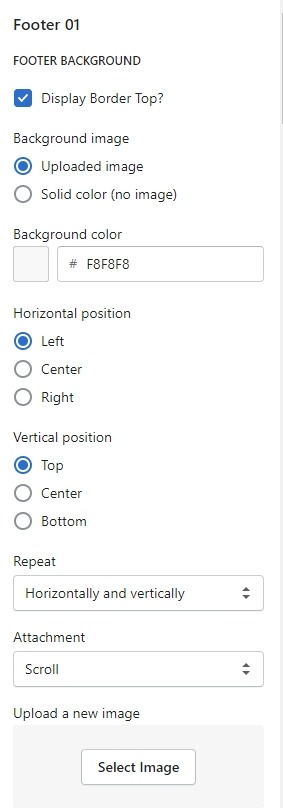 Footer 01
FOOTER BACKGROUND
Display Border Top?
Background image
Uploaded image
Solid color (no image)
Background color
# F8F8F8
Horizontal position
Left
Center
Right
Vertical position
Top
Center
Bottom
Repeat
Horizontally and vertically
Attachment
Scroll
Upload a new image
Select Image